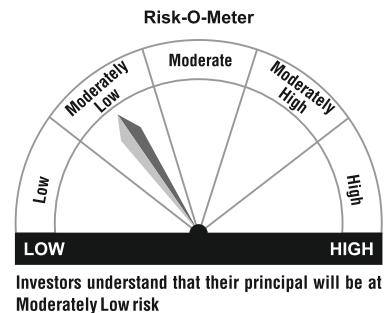 Risk-O-Meter
Low
Moderately
Low
Moderate
Moderately
High
High
LOW
HIGH
Investors understand that their principal will be at
Moderately Low risk